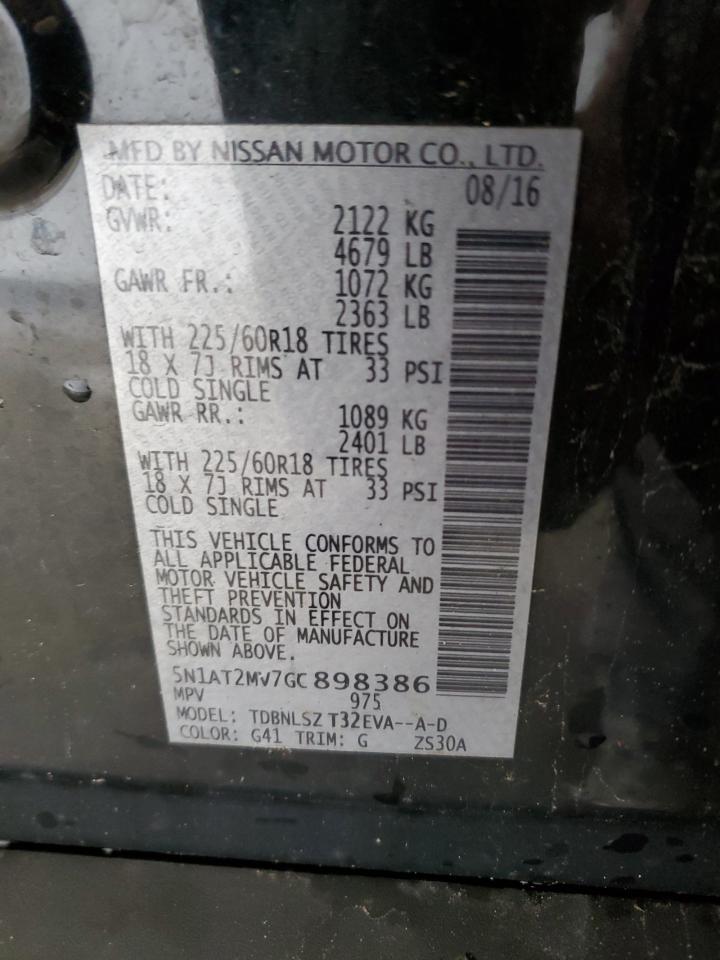 MFD BY NISSAN MOTOR CO., LTD.
DATE: 08/16
GVWR: 2122 KG
4679 LB
GAWR FR.: 1072 KG
2363 LB
WITH 225/60R18 TIRES
18 X 7J RIMS AT 33 PSI
COLD SINGLE
GAWR RR.: 1089 KG
2401 LB
WITH 225/60R18 TIRES
18 X 7J RIMS AT 33 PSI
COLD SINGLE
THIS VEHICLE CONFORMS TO
ALL APPLICABLE FEDERAL
MOTOR VEHICLE SAFETY AND
THEFT PREVENTION
STANDARDS IN EFFECT ON
THE DATE OF MANUFACTURE
SHOWN ABOVE.
5N1AT2MV7GC898386
MPV 975
MODEL: TDBNLSZ T32EVA--A-D
COLOR: G41 TRIM: G ZS30A